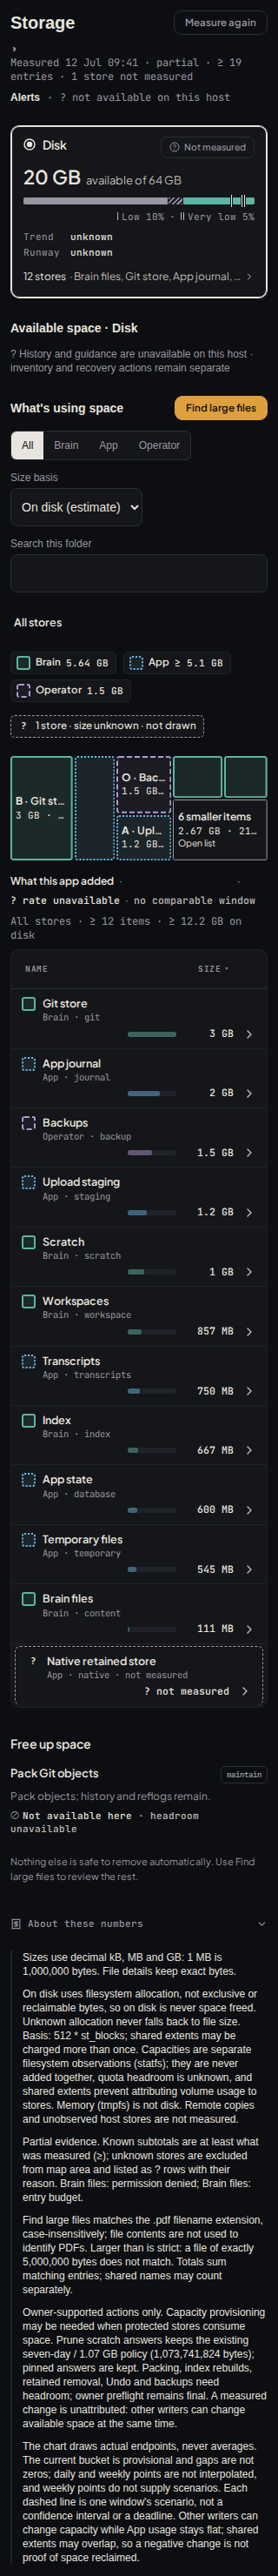 Storage
Measure again
Measured 12 Jul 09:41 · partial · ≥ 19
entries · 1 store not measured
Alerts · ? not available on this host
Disk
Not measured
20 GB available of 64 GB
Low 10% · Very low 5%
Trend unknown
Runway unknown
12 stores · Brain files, Git store, App journal, …
Available space · Disk
? History and guidance are unavailable on this host ·
inventory and recovery actions remain separate
What's using space
Find large files
All Brain App Operator
Size basis
On disk (estimate)
Search this folder
All stores
Brain 5.64 GB
App ≥ 5.1 GB
Operator 1.5 GB
? 1 store · size unknown · not drawn
B · Git st…
3 GB · …
O · Bac…
1.5 GB…
A · Upl…
1.2 GB…
6 smaller items
2.67 GB · 21…
Open list
What this app added · ·
? rate unavailable · no comparable window
All stores · ≥ 12 items · ≥ 12.2 GB on
disk
NAME SIZE
Git store
Brain · git
3 GB
App journal
App · journal
2 GB
Backups
Operator · backup
1.5 GB
Upload staging
App · staging
1.2 GB
Scratch
Brain · scratch
1 GB
Workspaces
Brain · workspace
857 MB
Transcripts
App · transcripts
750 MB
Index
Brain · index
667 MB
App state
App · database
600 MB
Temporary files
App · temporary
545 MB
Brain files
Brain · content
111 MB
? Native retained store
App · native · not measured
? not measured
Free up space
Pack Git objects
maintain
Pack objects; history and reflogs remain.
Not available here · headroom
unavailable
Nothing else is safe to remove automatically. Use Find
large files to review the rest.
About these numbers
Sizes use decimal kB, MB and GB: 1 MB is
1,000,000 bytes. File details keep exact bytes.
On disk uses filesystem allocation, not exclusive or
reclaimable bytes, so on disk is never space freed.
Unknown allocation never falls back to file size.
Basis: 512 * st_blocks; shared extents may be
charged more than once. Capacities are separate
filesystem observations (statfs); they are never
added together, quota headroom is unknown, and
shared extents prevent attributing volume usage to
stores. Memory (tmpfs) is not disk. Remote copies
and unobserved host stores are not measured.
Partial evidence. Known subtotals are at least what
was measured (≥); unknown stores are excluded
from map area and listed as ? rows with their
reason. Brain files: permission denied; Brain files:
entry budget.
Find large files matches the .pdf filename extension,
case-insensitively; file contents are not used to
identify PDFs. Larger than is strict: a file of exactly
5,000,000 bytes does not match. Totals sum
matching entries; shared names may count
separately.
Owner-supported actions only. Capacity provisioning
may be needed when protected stores consume
space. Prune scratch answers keeps the existing
seven-day / 1.07 GB policy (1,073,741,824 bytes);
pinned answers are kept. Packing, index rebuilds,
retained removal, Undo and backups need
headroom; owner preflight remains final. A measured
change is unattributed: other writers can change
available space at the same time.
The chart draws actual endpoints, never averages.
The current bucket is provisional and gaps are not
zeros; daily and weekly points are not interpolated,
and weekly points do not supply scenarios. Each
dashed line is one window's scenario, not a
confidence interval or a deadline. Other writers can
change capacity while App usage stays flat; shared
extents may overlap, so a negative change is not
proof of space reclaimed.